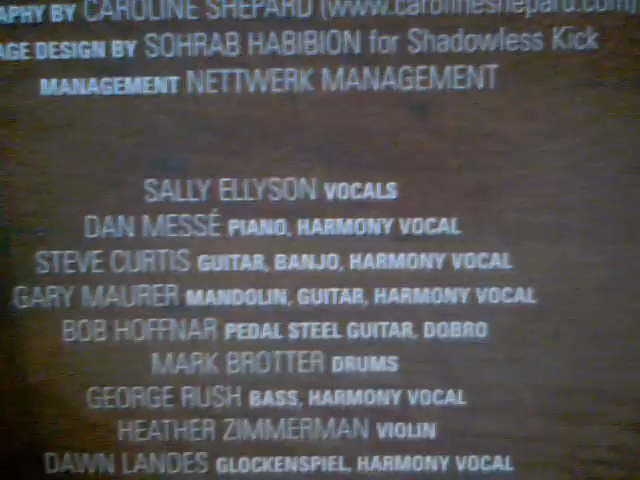 APHY BY CAROLINE SHEPARD (www.carolineshepard.com)
AGE DESIGN BY SOHRAB HABIBION for Shadowless Kick
MANAGEMENT NETTWERK MANAGEMENT
SALLY ELLYSON VOCALS
DAN MESSÉ PIANO, HARMONY VOCAL
STEVE CURTIS GUITAR, BANJO, HARMONY VOCAL
GARY MAURER MANDOLIN, GUITAR, HARMONY VOCAL
BOB HOFFNAR PEDAL STEEL GUITAR, DOBRO
MARK BROTTER DRUMS
GEORGE RUSH BASS, HARMONY VOCAL
HEATHER ZIMMERMAN VIOLIN
DAWN LANDES GLOCKENSPIEL, HARMONY VOCAL